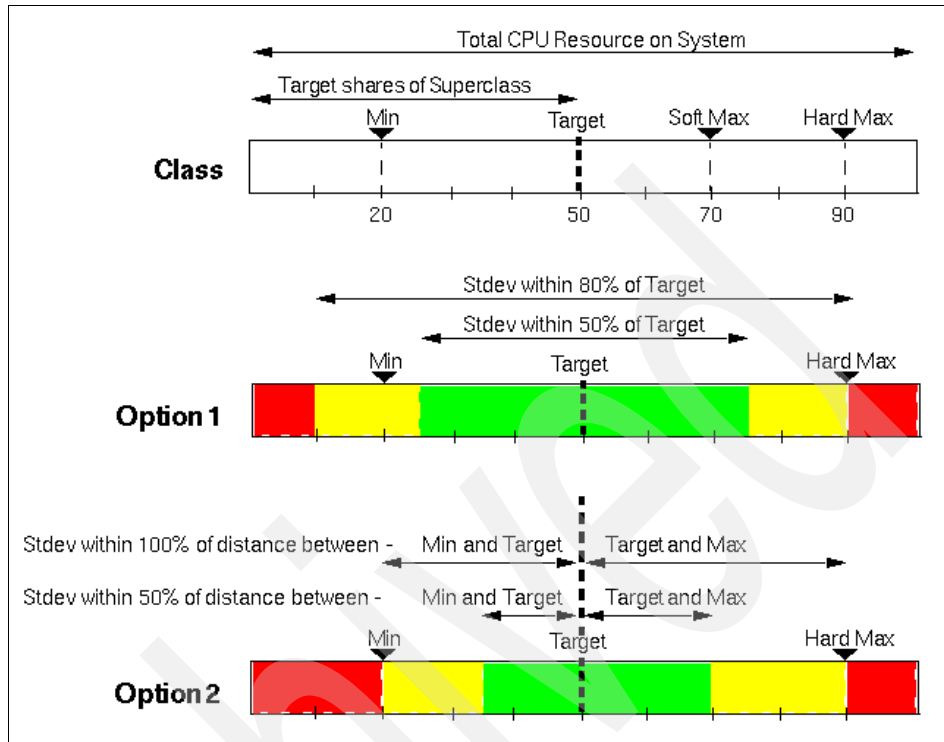 Total CPU Resource on System
Target shares of Superclass
Min Target Soft Max Hard Max
Class
20 50 70 90
Stdev within 80% of Target
Stdev within 50% of Target
Min Target Hard Max
Option 1
Stdev within 100% of distance between - Min and Target Target and Max
Stdev within 50% of distance between - Min and Target Target and Max
Min Target Hard Max
Option 2
hived